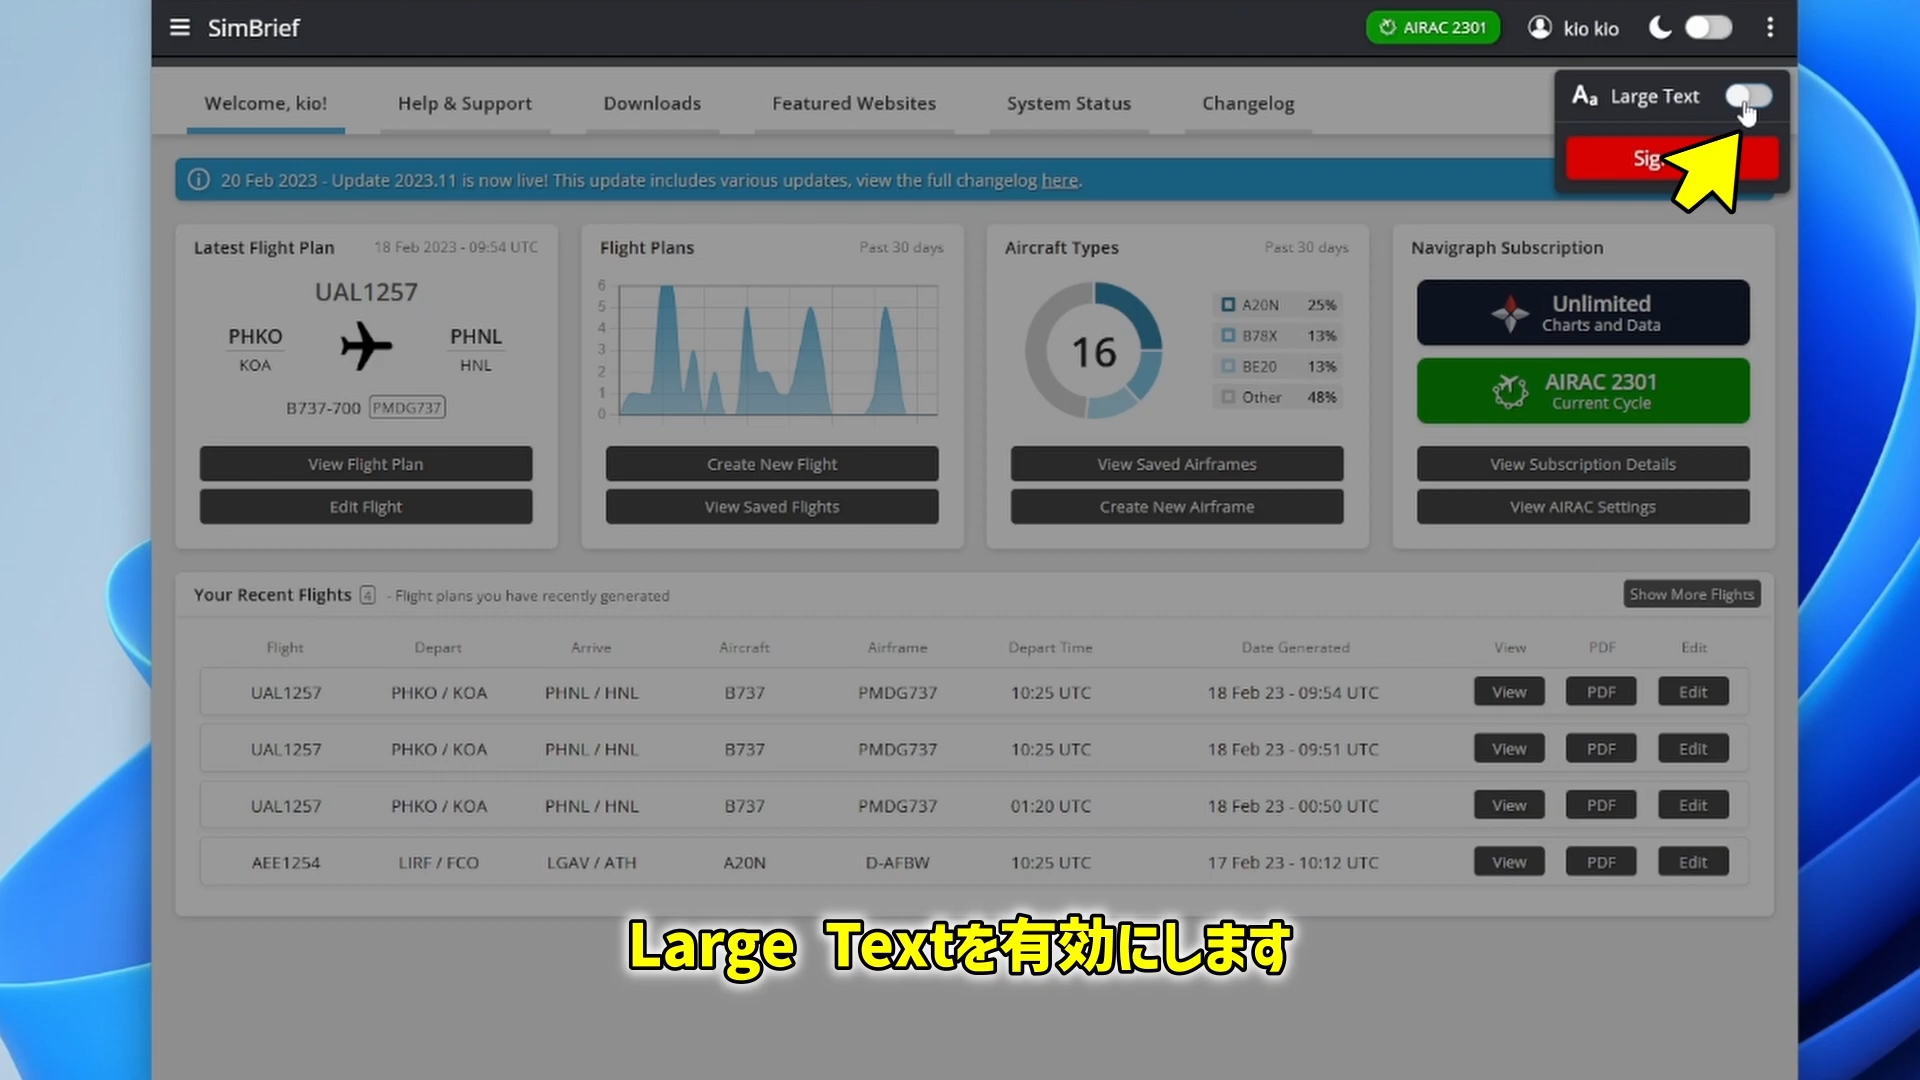 SimBrief
AIRAC 2301
kio kio
Welcome, kio!
Help & Support
Downloads
Featured Websites
System Status
Changelog
Aa Large Text
Sig
20 Feb 2023 - Update 2023.11 is now live! This update includes various updates, view the full changelog here.
Latest Flight Plan
18 Feb 2023 - 09:54 UTC
UAL1257
PHKO
PHNL
KOA
HNL
B737-700 PMDG737
View Flight Plan
Edit Flight
Flight Plans
Past 30 days
6
5
4
3
2
1
0
Create New Flight
View Saved Flights
Aircraft Types
Past 30 days
16
A20N 25%
B78X 13%
BE20 13%
Other 48%
View Saved Airframes
Create New Airframe
Navigraph Subscription
Unlimited
Charts and Data
AIRAC 2301
Current Cycle
View Subscription Details
View AIRAC Settings
Your Recent Flights 4 - Flight plans you have recently generated
Show More Flights
Flight Depart Arrive Aircraft Airframe Depart Time Date Generated View PDF Edit
UAL1257 PHKO / KOA PHNL / HNL B737 PMDG737 10:25 UTC 18 Feb 23 - 09:54 UTC View PDF Edit
UAL1257 PHKO / KOA PHNL / HNL B737 PMDG737 10:25 UTC 18 Feb 23 - 09:51 UTC View PDF Edit
UAL1257 PHKO / KOA PHNL / HNL B737 PMDG737 01:20 UTC 18 Feb 23 - 00:50 UTC View PDF Edit
AEE1254 LIRF / FCO LGAV / ATH A20N D-AFBW 10:25 UTC 17 Feb 23 - 10:12 UTC View PDF Edit
Large Textを有効にします